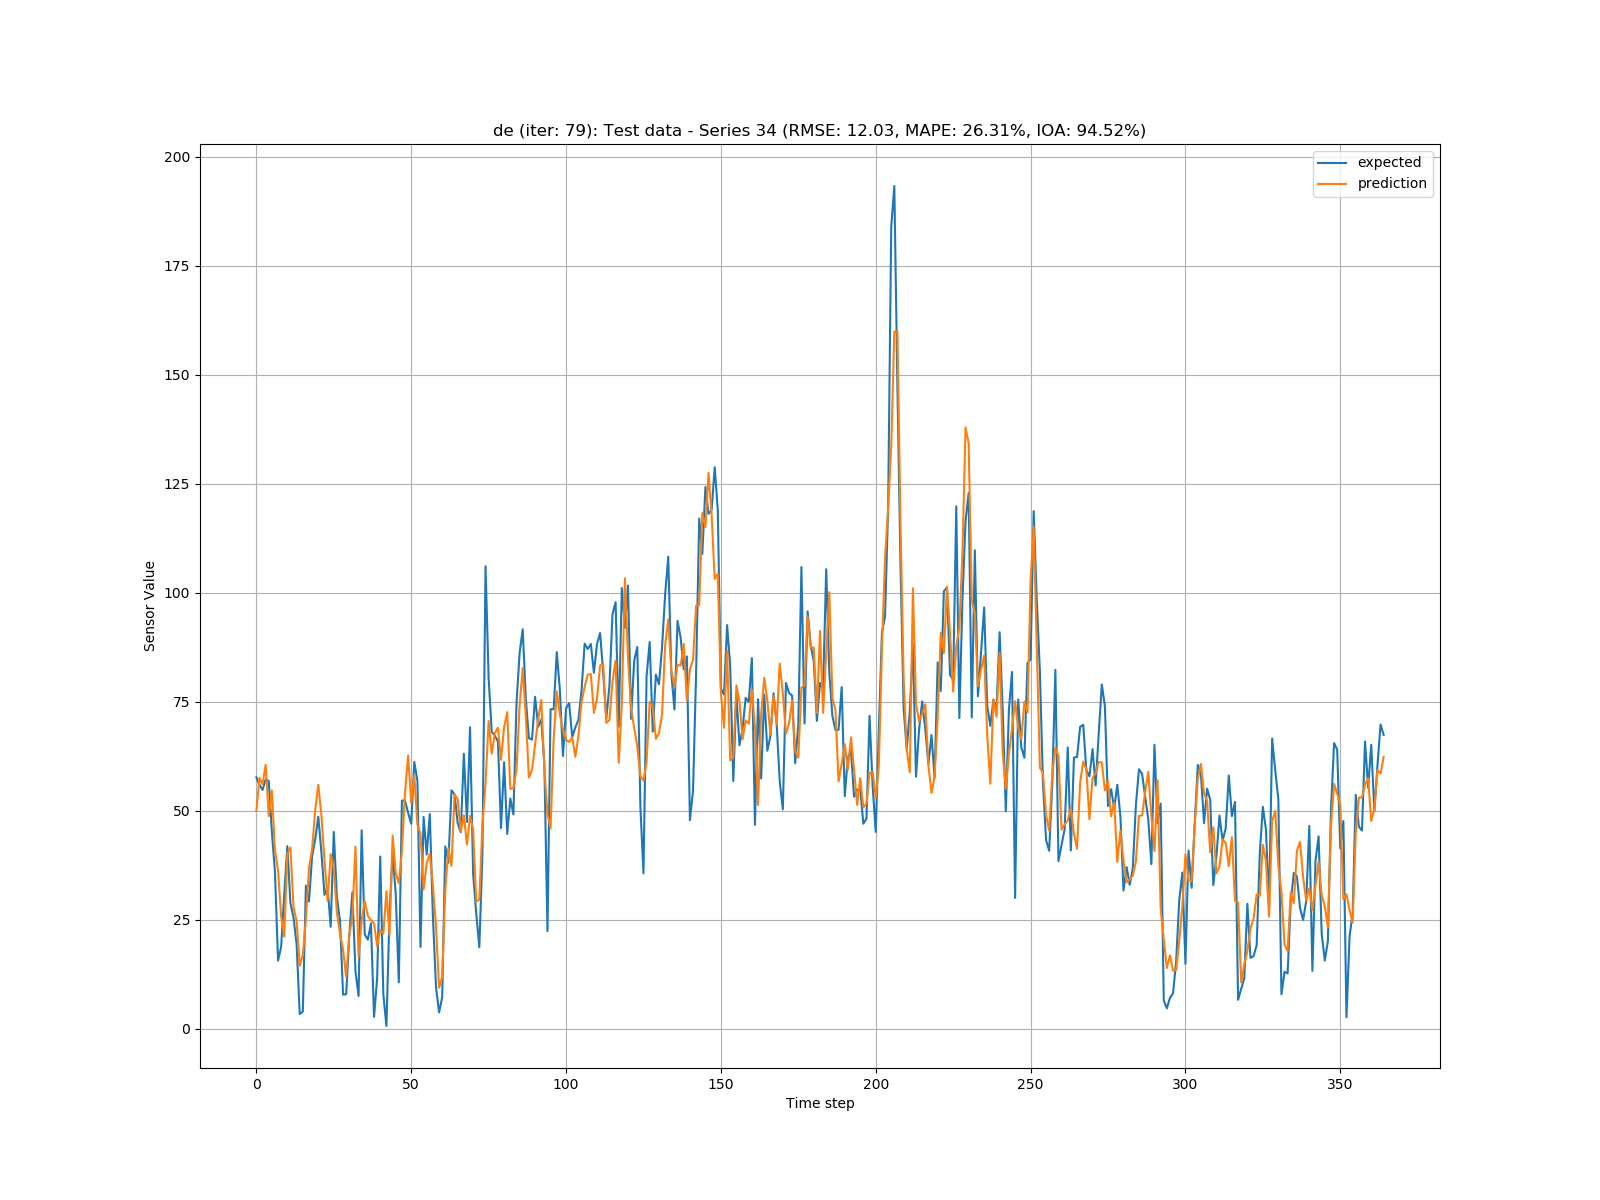 de (iter: 79): Test data - Series 34 (RMSE: 12.03, MAPE: 26.31%, IOA: 94.52%)
expected
prediction
200
175
150
125
100
75
50
25
0
Sensor Value
0 50 100 150 200 250 300 350
Time step